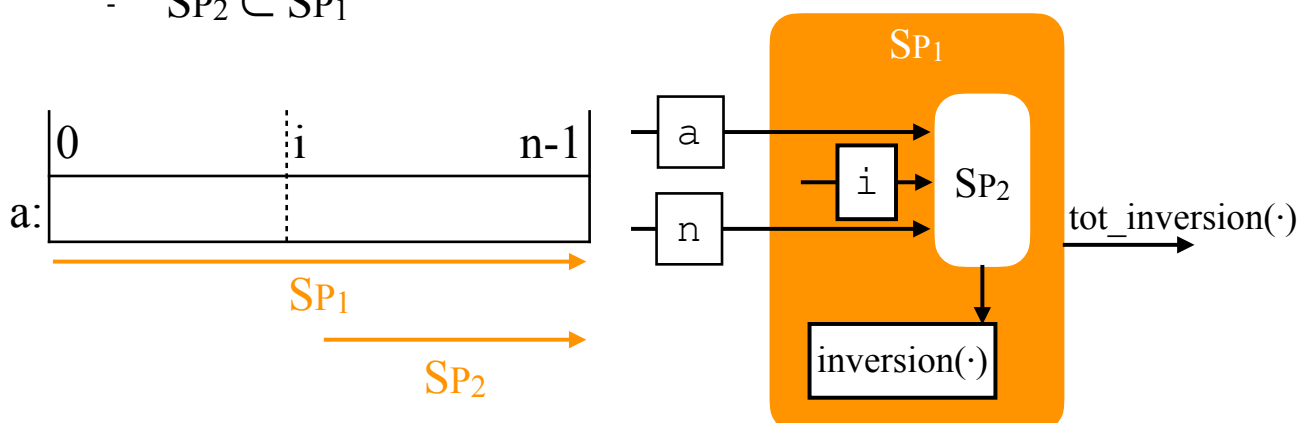 - SP₂ ⊂ SP₁
0 i n-1
a:
SP₁
SP₂
SP₁
a
i
SP₂
n
tot_inversion(·)
inversion(·)